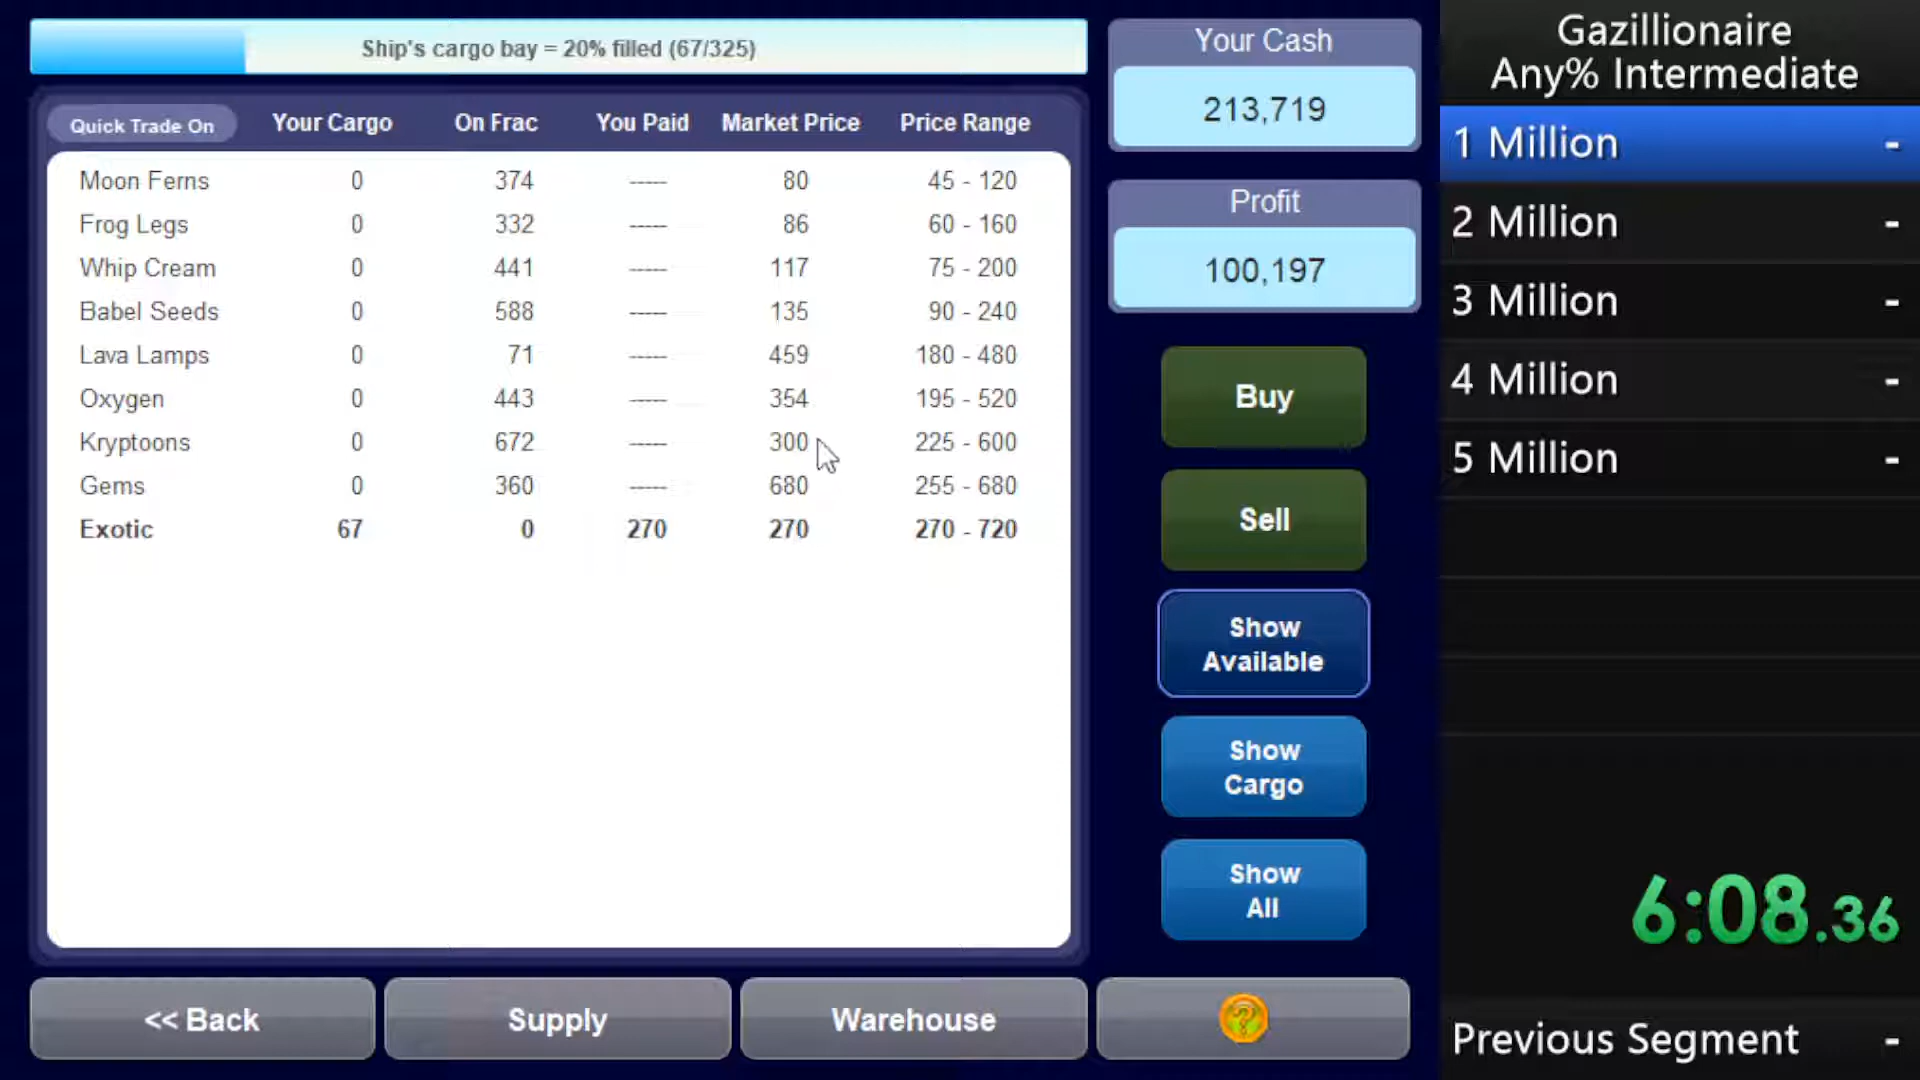 Ship's cargo bay = 20% filled (67/325)
Quick Trade On Your Cargo On Frac You Paid Market Price Price Range
Moon Ferns 0 374 ----- 80 45 - 120
Frog Legs 0 332 ----- 86 60 - 160
Whip Cream 0 441 ----- 117 75 - 200
Babel Seeds 0 588 ----- 135 90 - 240
Lava Lamps 0 71 ----- 459 180 - 480
Oxygen 0 443 ----- 354 195 - 520
Kryptoons 0 672 ----- 300 225 - 600
Gems 0 360 ----- 680 255 - 680
Exotic 67 0 270 270 270 - 720
Your Cash
213,719
Profit
100,197
Buy
Sell
Show
Available
Show
Cargo
Show
All
<< Back Supply Warehouse ?
Gazillionaire
Any% Intermediate
1 Million -
2 Million -
3 Million -
4 Million -
5 Million -
6:08.36
Previous Segment -